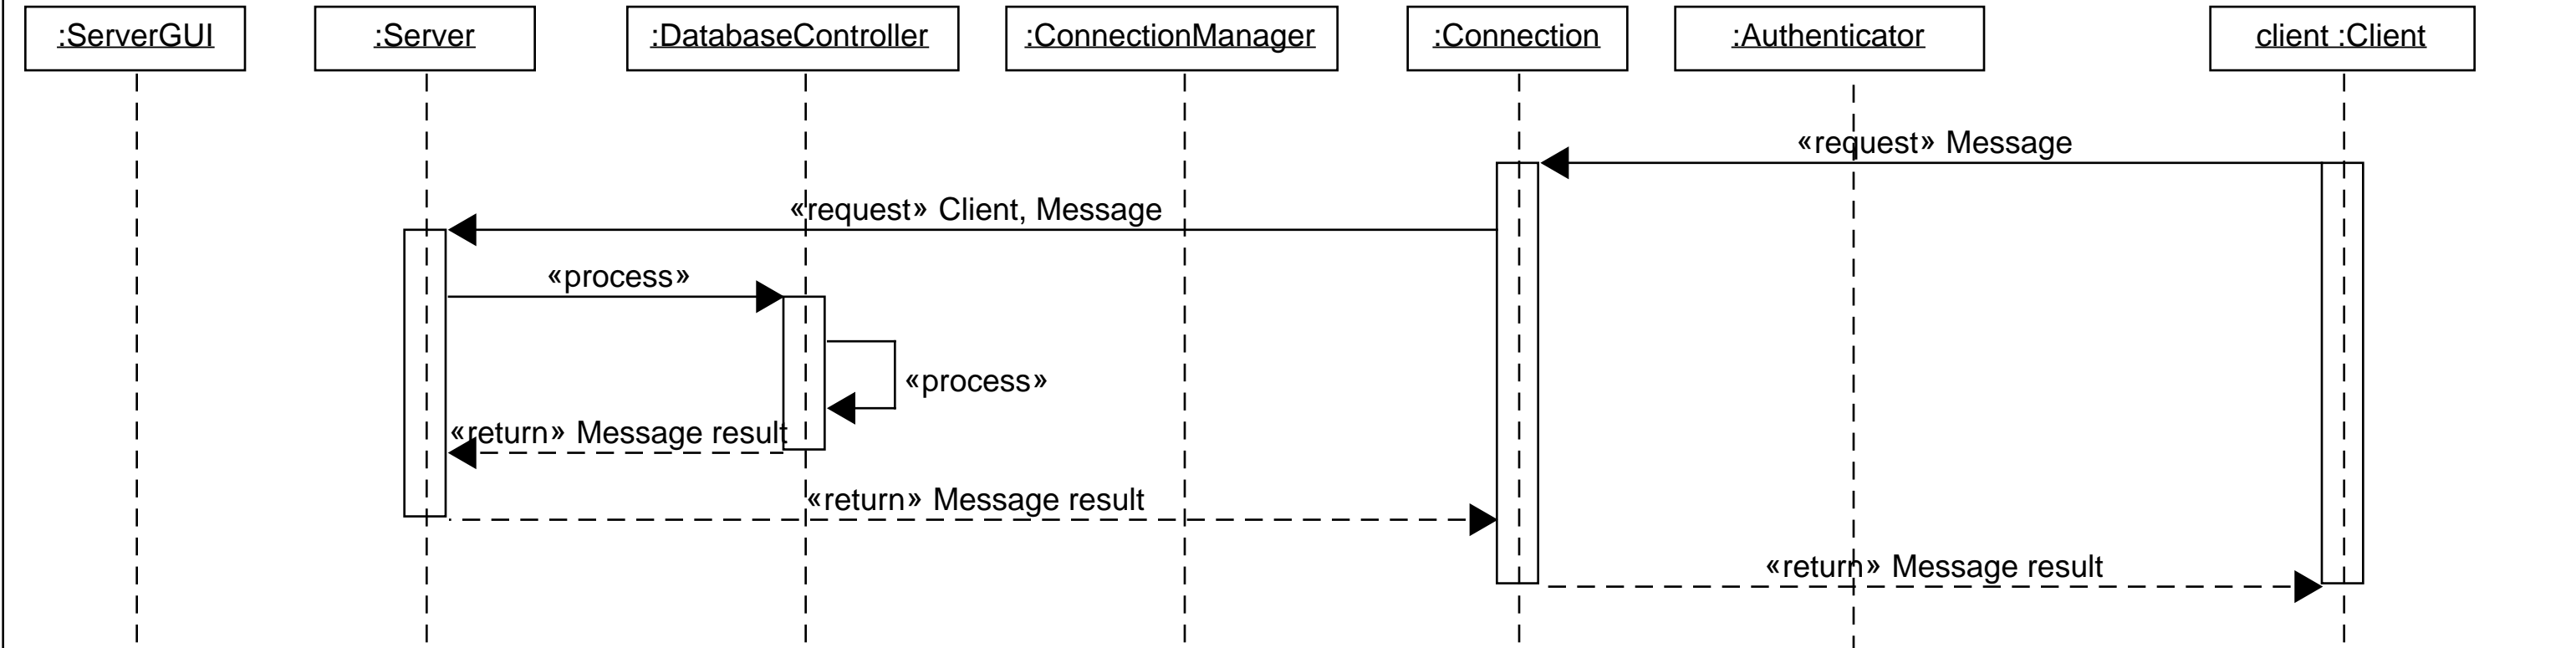 :ServerGUI
:Server
:DatabaseController
:ConnectionManager
:Connection
:Authenticator
client :Client
«request» Message
«request» Client, Message
«process»
«process»
«return» Message result
«return» Message result
«return» Message result